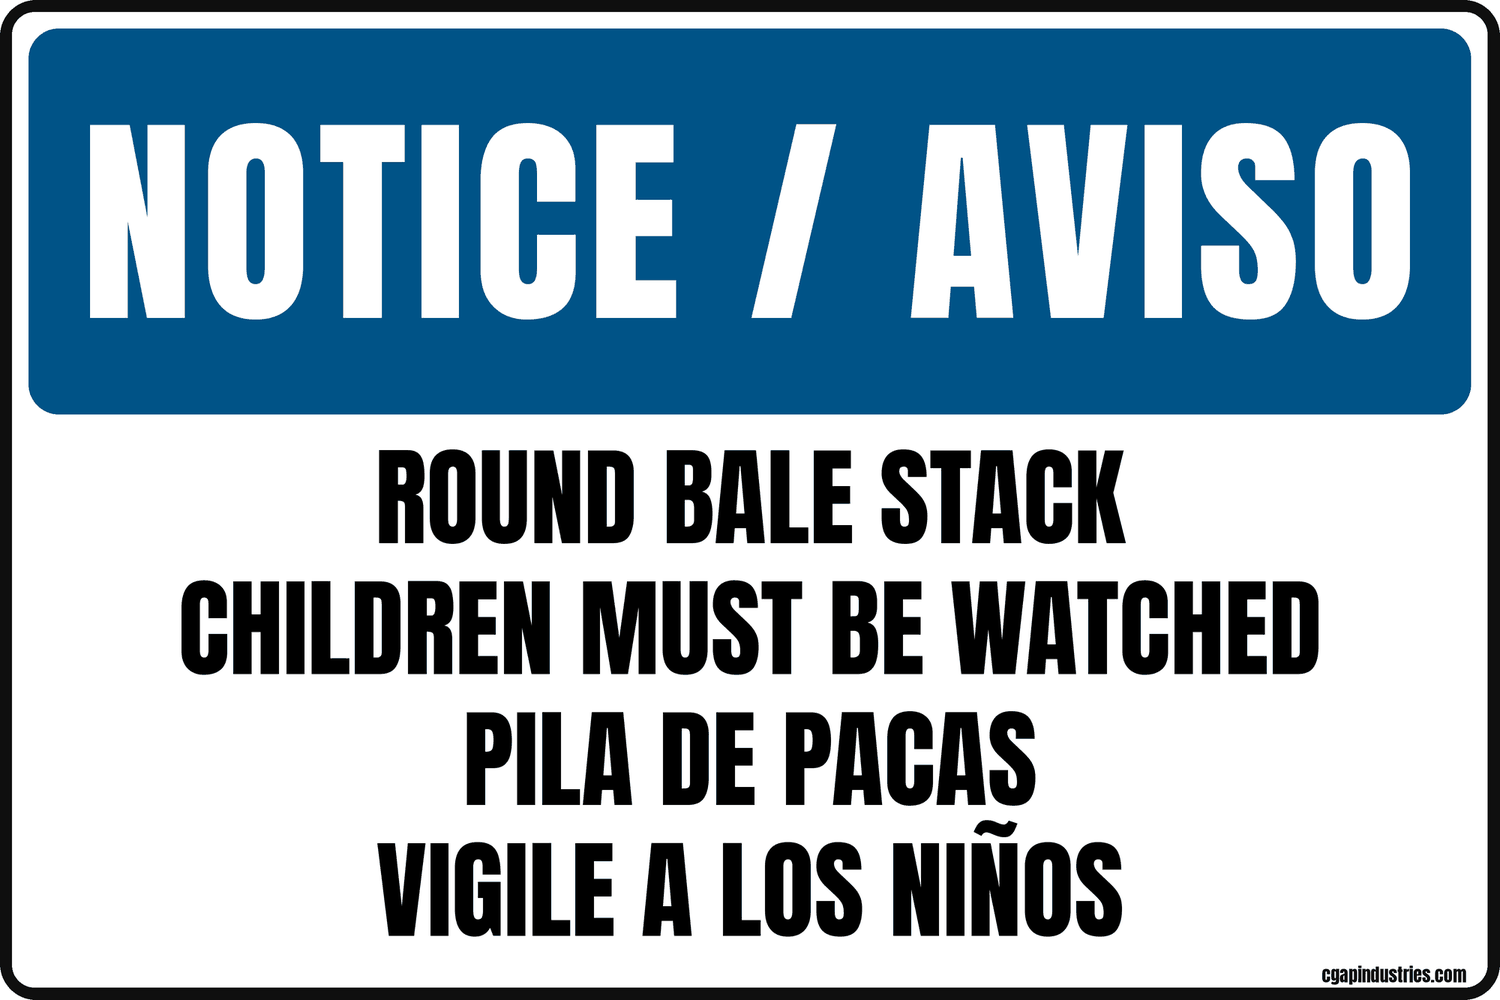 NOTICE / AVISO
ROUND BALE STACK
CHILDREN MUST BE WATCHED
PILA DE PACAS
VIGILE A LOS NIÑOS
cgapindustries.com